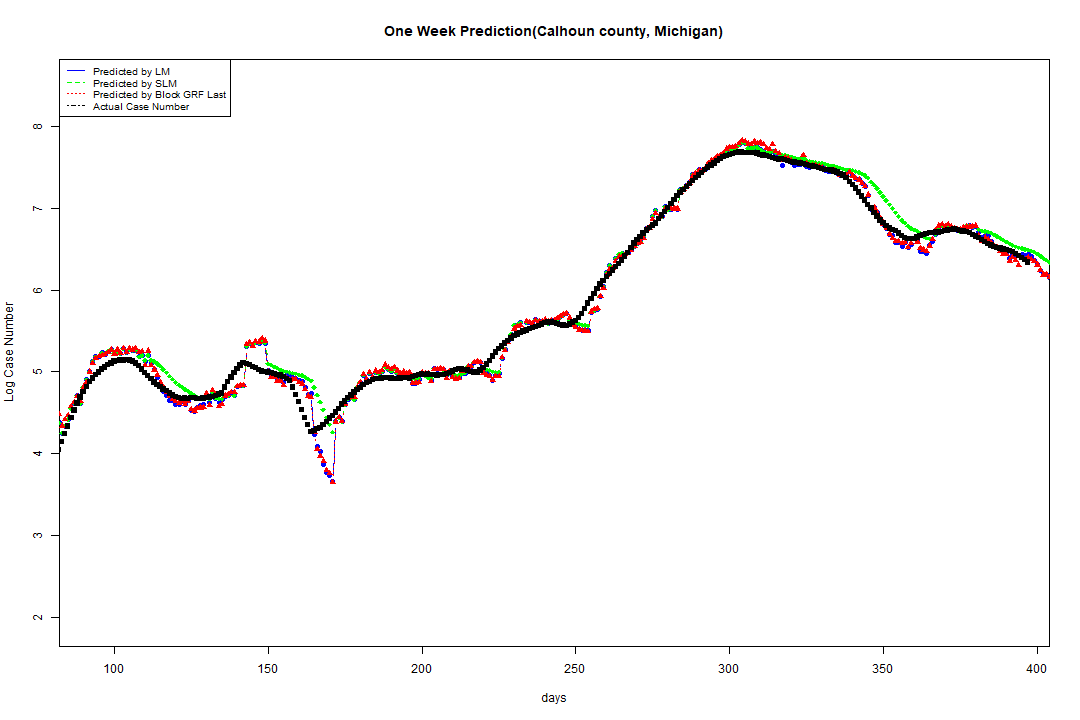 One Week Prediction(Calhoun county, Michigan)
Predicted by LM
Predicted by SLM
Predicted by Block GRF Last
Actual Case Number
8
7
6
5
4
3
2
Log Case Number
100 150 200 250 300 350 400
days